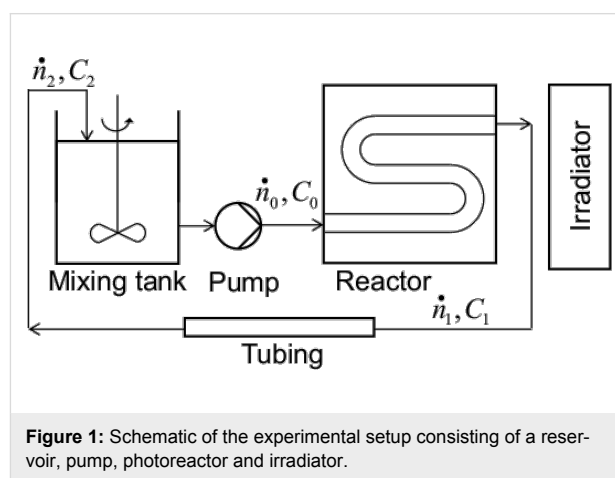 ṅ₂, C₂
ṅ₀, C₀
Irradiator
Mixing tank
Pump
Reactor
ṅ₁, C₁
Tubing
Figure 1: Schematic of the experimental setup consisting of a reser-
voir, pump, photoreactor and irradiator.